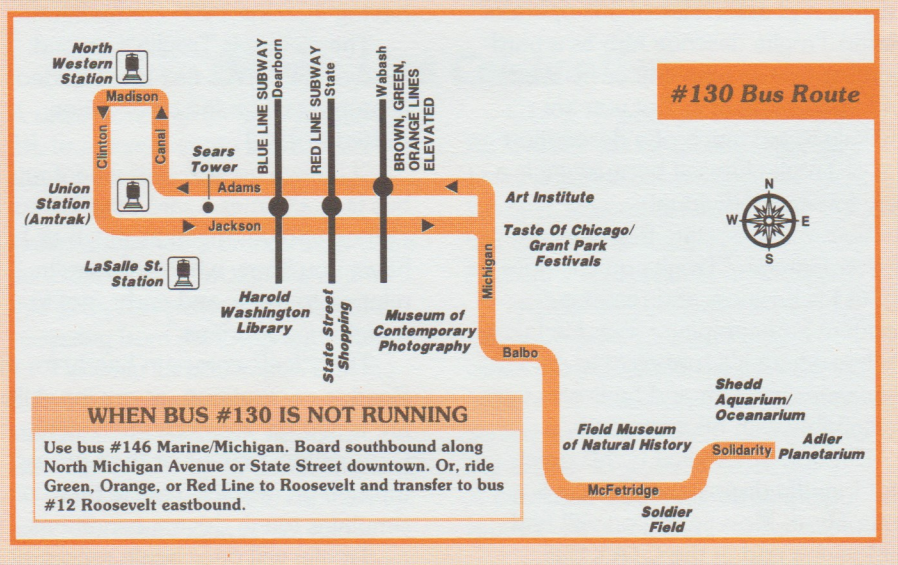 #130 Bus Route
North
Western
Station
Madison
Clinton
Canal
Sears
Tower
Union
Station
(Amtrak)
Adams
Jackson
LaSalle St.
Station
BLUE LINE SUBWAY
Dearborn
RED LINE SUBWAY
State
Wabash
BROWN, GREEN,
ORANGE LINES
ELEVATED
Art Institute
Taste Of Chicago/
Grant Park
Festivals
N
W
E
S
Michigan
Harold
Washington
Library
State Street
Shopping
Museum of
Contemporary
Photography
Balbo
Shedd
Aquarium/
Oceanarium
Field Museum
of Natural History
Solidarity
Adler
Planetarium
McFetridge
Soldier
Field
WHEN BUS #130 IS NOT RUNNING
Use bus #146 Marine/Michigan. Board southbound along
North Michigan Avenue or State Street downtown. Or, ride
Green, Orange, or Red Line to Roosevelt and transfer to bus
#12 Roosevelt eastbound.